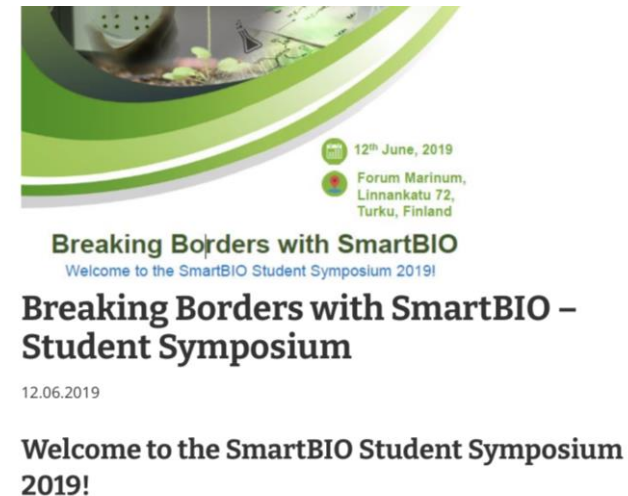 12th June, 2019
Forum Marinum,
Linnankatu 72,
Turku, Finland
Breaking Borders with SmartBIO
Welcome to the SmartBIO Student Symposium 2019!
Breaking Borders with SmartBIO –
Student Symposium
12.06.2019
Welcome to the SmartBIO Student Symposium
2019!